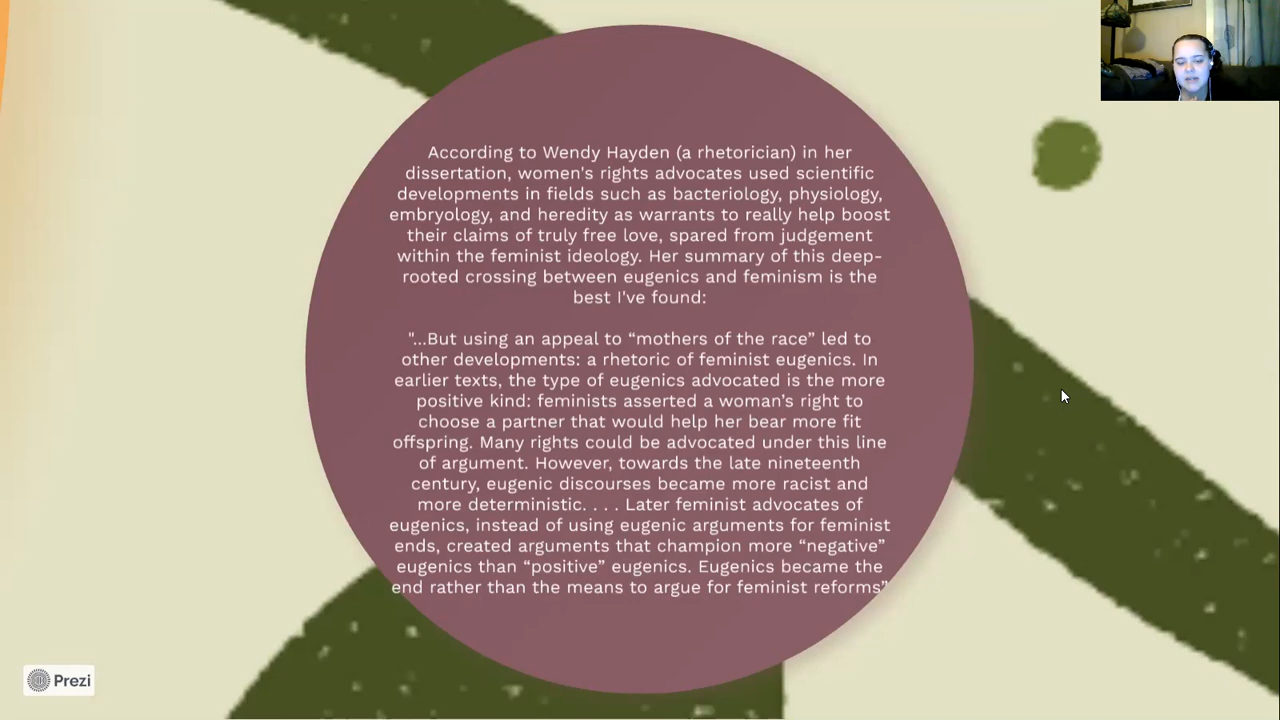 According to Wendy Hayden (a rhetorician) in her
dissertation, women's rights advocates used scientific
developments in fields such as bacteriology, physiology,
embryology, and heredity as warrants to really help boost
their claims of truly free love, spared from judgement
within the feminist ideology. Her summary of this deep-
rooted crossing between eugenics and feminism is the
best I've found:
"...But using an appeal to “mothers of the race” led to
other developments: a rhetoric of feminist eugenics. In
earlier texts, the type of eugenics advocated is the more
positive kind: feminists asserted a woman’s right to
choose a partner that would help her bear more fit
offspring. Many rights could be advocated under this line
of argument. However, towards the late nineteenth
century, eugenic discourses became more racist and
more deterministic. . . . Later feminist advocates of
eugenics, instead of using eugenic arguments for feminist
ends, created arguments that champion more “negative”
eugenics than “positive” eugenics. Eugenics became the
end rather than the means to argue for feminist reforms”
Prezi